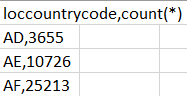 loccountrycode,count(*)
AD,3655
AE,10726
AF,25213